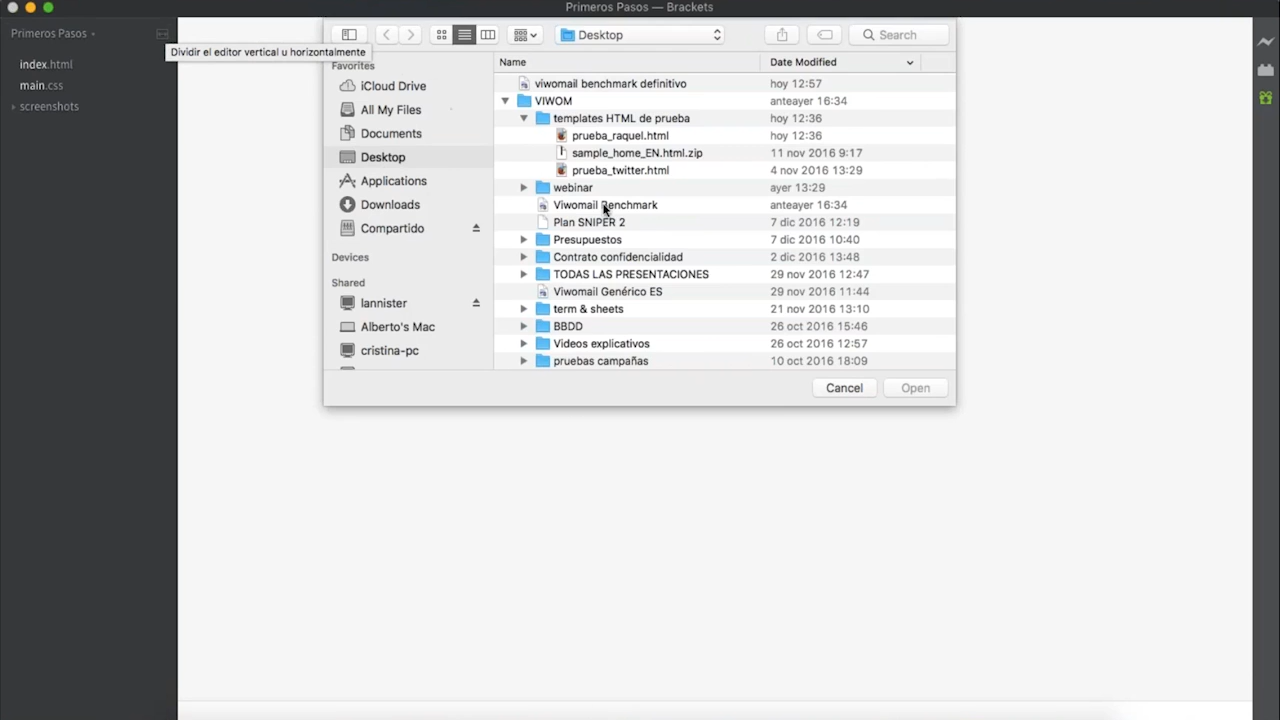 Primeros Pasos — Brackets
Primeros Pasos
index.html
main.css
screenshots
Dividir el editor vertical u horizontalmente
Desktop
Search
Favorites
iCloud Drive
All My Files
Documents
Desktop
Applications
Downloads
Compartido
Devices
Shared
lannister
Alberto's Mac
cristina-pc
Name Date Modified
viwomail benchmark definitivo hoy 12:57
VIWOM anteayer 16:34
templates HTML de prueba hoy 12:36
prueba_raquel.html hoy 12:36
sample_home_EN.html.zip 11 nov 2016 9:17
prueba_twitter.html 4 nov 2016 13:29
webinar ayer 13:29
Viwomail Benchmark anteayer 16:34
Plan SNIPER 2 7 dic 2016 12:19
Presupuestos 7 dic 2016 10:40
Contrato confidencialidad 2 dic 2016 13:48
TODAS LAS PRESENTACIONES 29 nov 2016 12:47
Viwomail Genérico ES 29 nov 2016 11:44
term & sheets 21 nov 2016 13:10
BBDD 26 oct 2016 15:46
Videos explicativos 26 oct 2016 12:57
pruebas campañas 10 oct 2016 18:09
Cancel Open